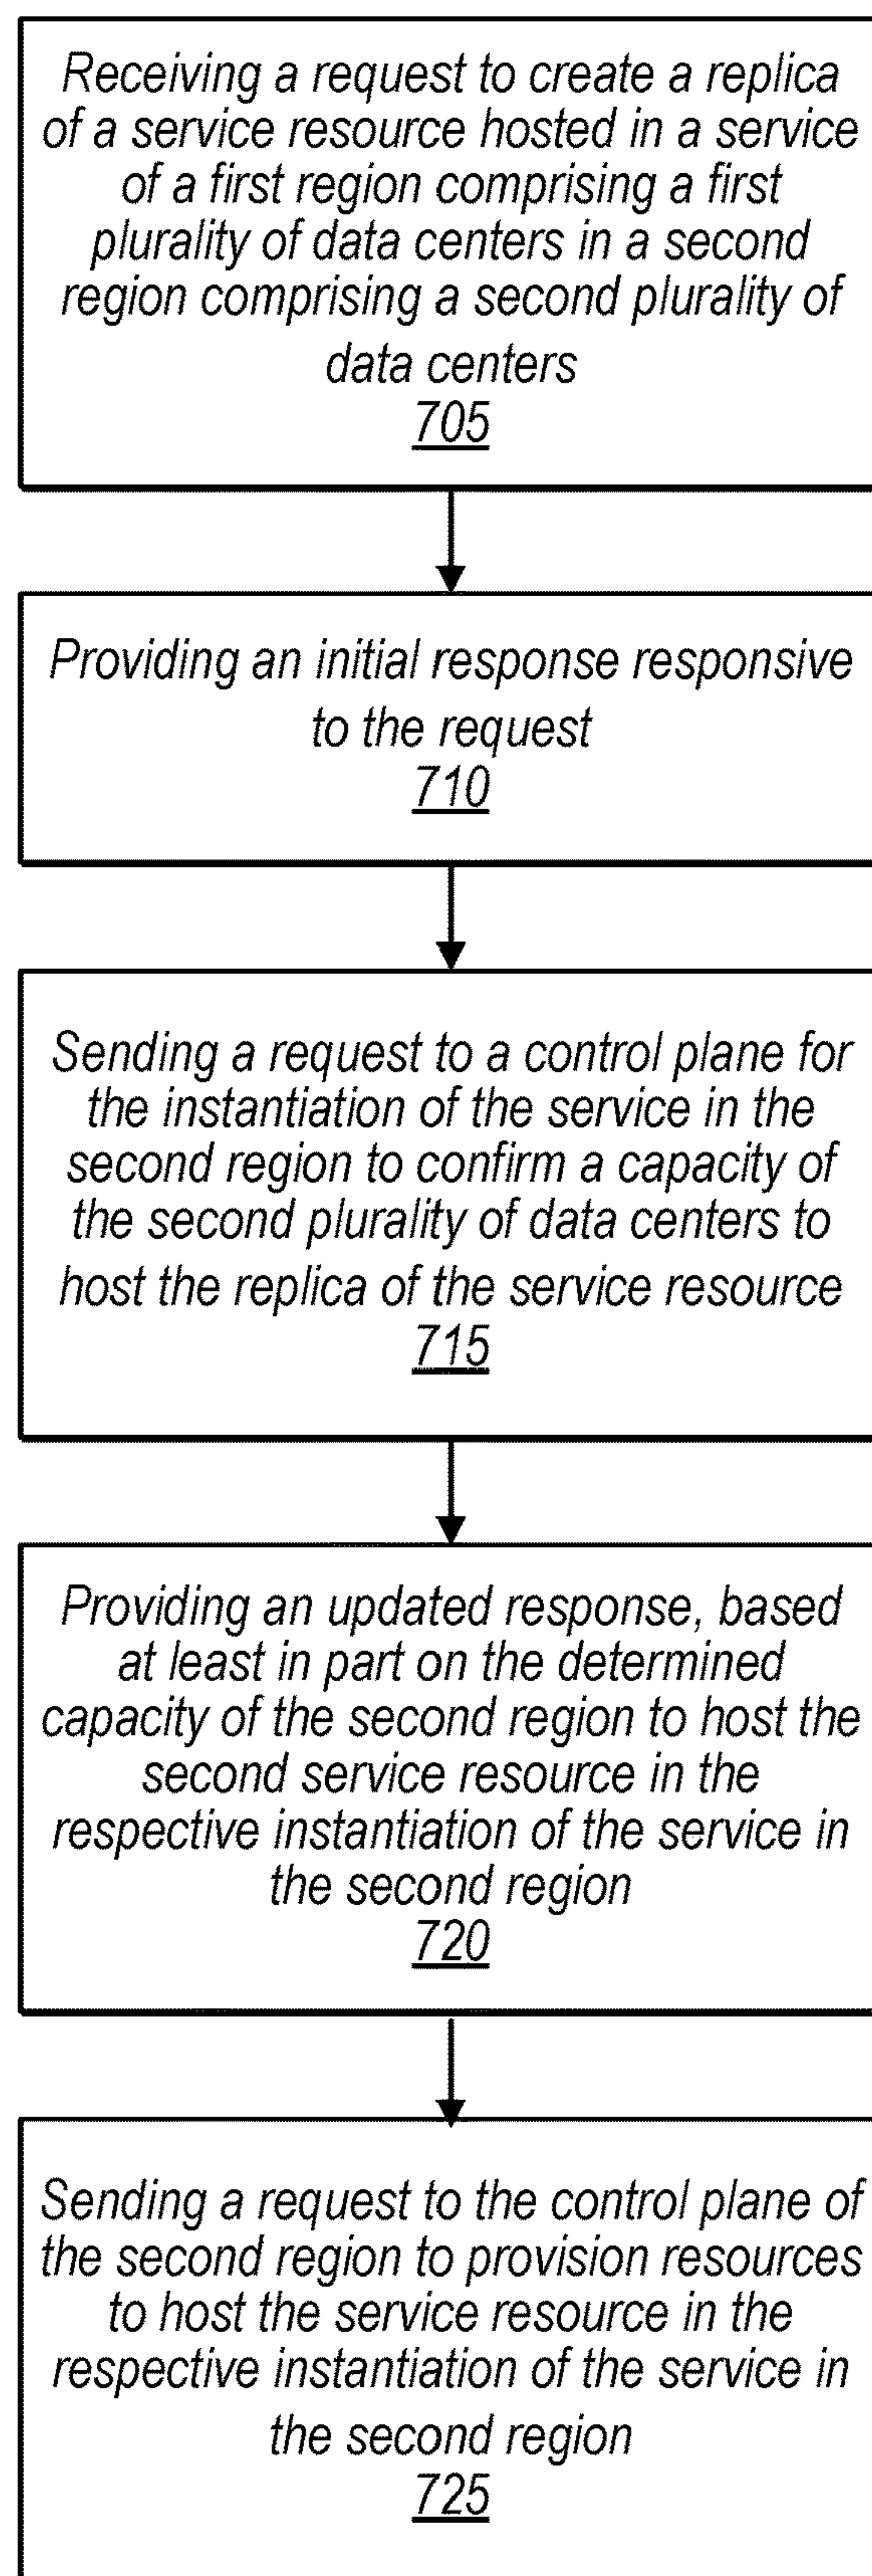 Receiving a request to create a replica
of a service resource hosted in a service
of a first region comprising a first
plurality of data centers in a second
region comprising a second plurality of
data centers
705
Providing an initial response responsive
to the request
710
Sending a request to a control plane for
the instantiation of the service in the
second region to confirm a capacity of
the second plurality of data centers to
host the replica of the service resource
715
Providing an updated response, based
at least in part on the determined
capacity of the second region to host the
second service resource in the
respective instantiation of the service in
the second region
720
Sending a request to the control plane of
the second region to provision resources
to host the service resource in the
respective instantiation of the service in
the second region
725